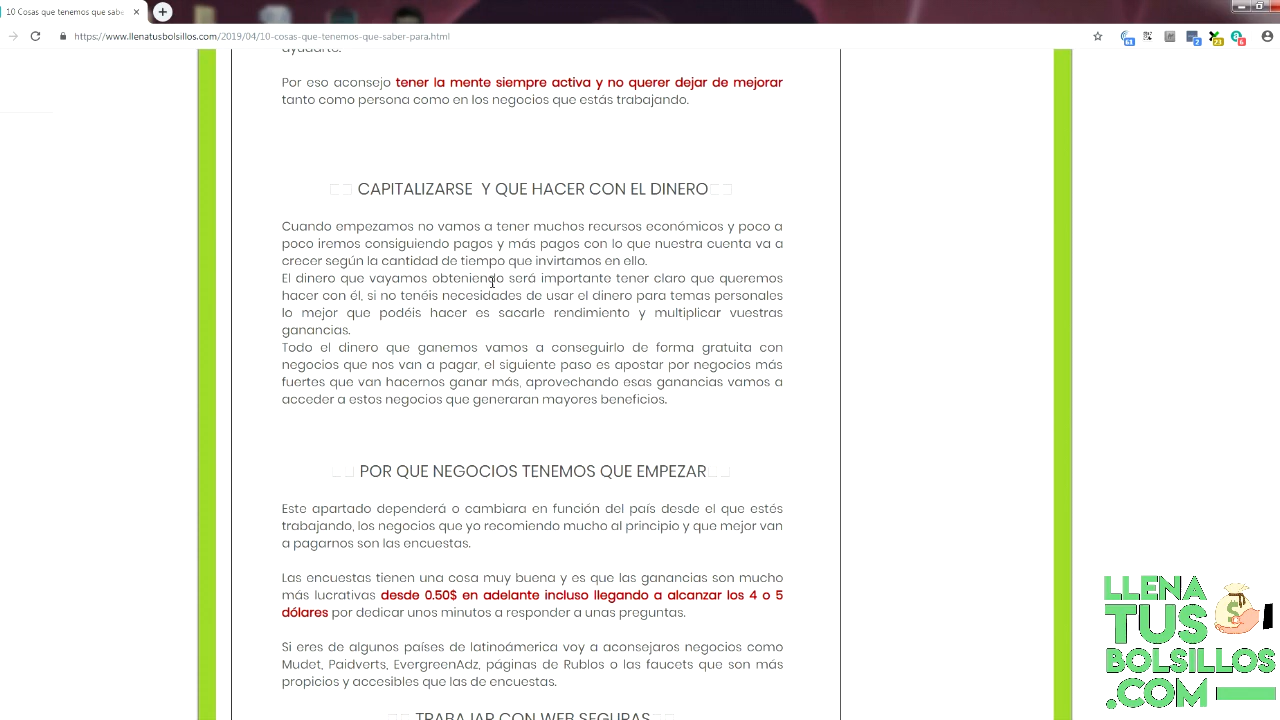 10 Cosas que tenemos que sabe
https://www.llenatusbolsillos.com/2019/04/10-cosas-que-tenemos-que-saber-para.html
61
2
21
6
ayudarte.
Por eso aconsejo tener la mente siempre activa y no querer dejar de mejorar
tanto como persona como en los negocios que estás trabajando.
CAPITALIZARSE Y QUE HACER CON EL DINERO
Cuando empezamos no vamos a tener muchos recursos económicos y poco a
poco iremos consiguiendo pagos y más pagos con lo que nuestra cuenta va a
crecer según la cantidad de tiempo que invirtamos en ello.
El dinero que vayamos obteniendo será importante tener claro que queremos
hacer con él, si no tenéis necesidades de usar el dinero para temas personales
lo mejor que podéis hacer es sacarle rendimiento y multiplicar vuestras
ganancias.
Todo el dinero que ganemos vamos a conseguirlo de forma gratuita con
negocios que nos van a pagar, el siguiente paso es apostar por negocios más
fuertes que van hacernos ganar más, aprovechando esas ganancias vamos a
acceder a estos negocios que generaran mayores beneficios.
POR QUE NEGOCIOS TENEMOS QUE EMPEZAR
Este apartado dependerá o cambiara en función del país desde el que estés
trabajando, los negocios que yo recomiendo mucho al principio y que mejor van
a pagarnos son las encuestas.
Las encuestas tienen una cosa muy buena y es que las ganancias son mucho
más lucrativas desde 0.50$ en adelante incluso llegando a alcanzar los 4 o 5
dólares por dedicar unos minutos a responder a unas preguntas.
Si eres de algunos países de latinoámerica voy a aconsejaros negocios como
Mudet, Paidverts, EvergreenAdz, páginas de Rublos o las faucets que son más
propicios y accesibles que las de encuestas.
TRABAJAR CON WEB SEGURAS
LLENA
TUS
BOLSILLOS
.COM